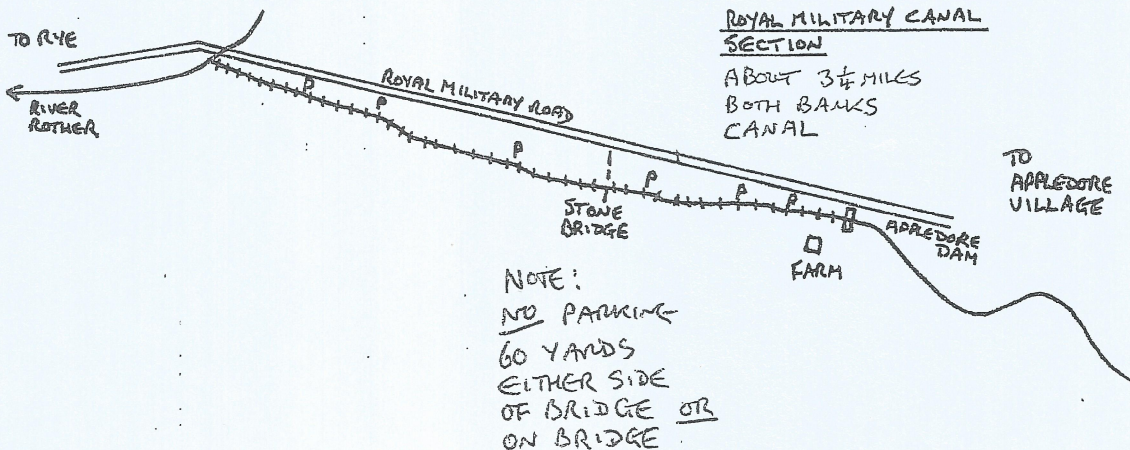 ROYAL MILITARY CANAL
SECTION
ABOUT 3¼ MILES
BOTH BANKS
CANAL
TO RYE
RIVER
ROTHER
P
P
ROYAL MILITARY ROAD
P
STONE
BRIDGE
P
P
P
FARM
APPLEDORE
DAM
TO
APPLEDORE
VILLAGE
NOTE:
NO PARKING
60 YARDS
EITHER SIDE
OF BRIDGE OR
ON BRIDGE